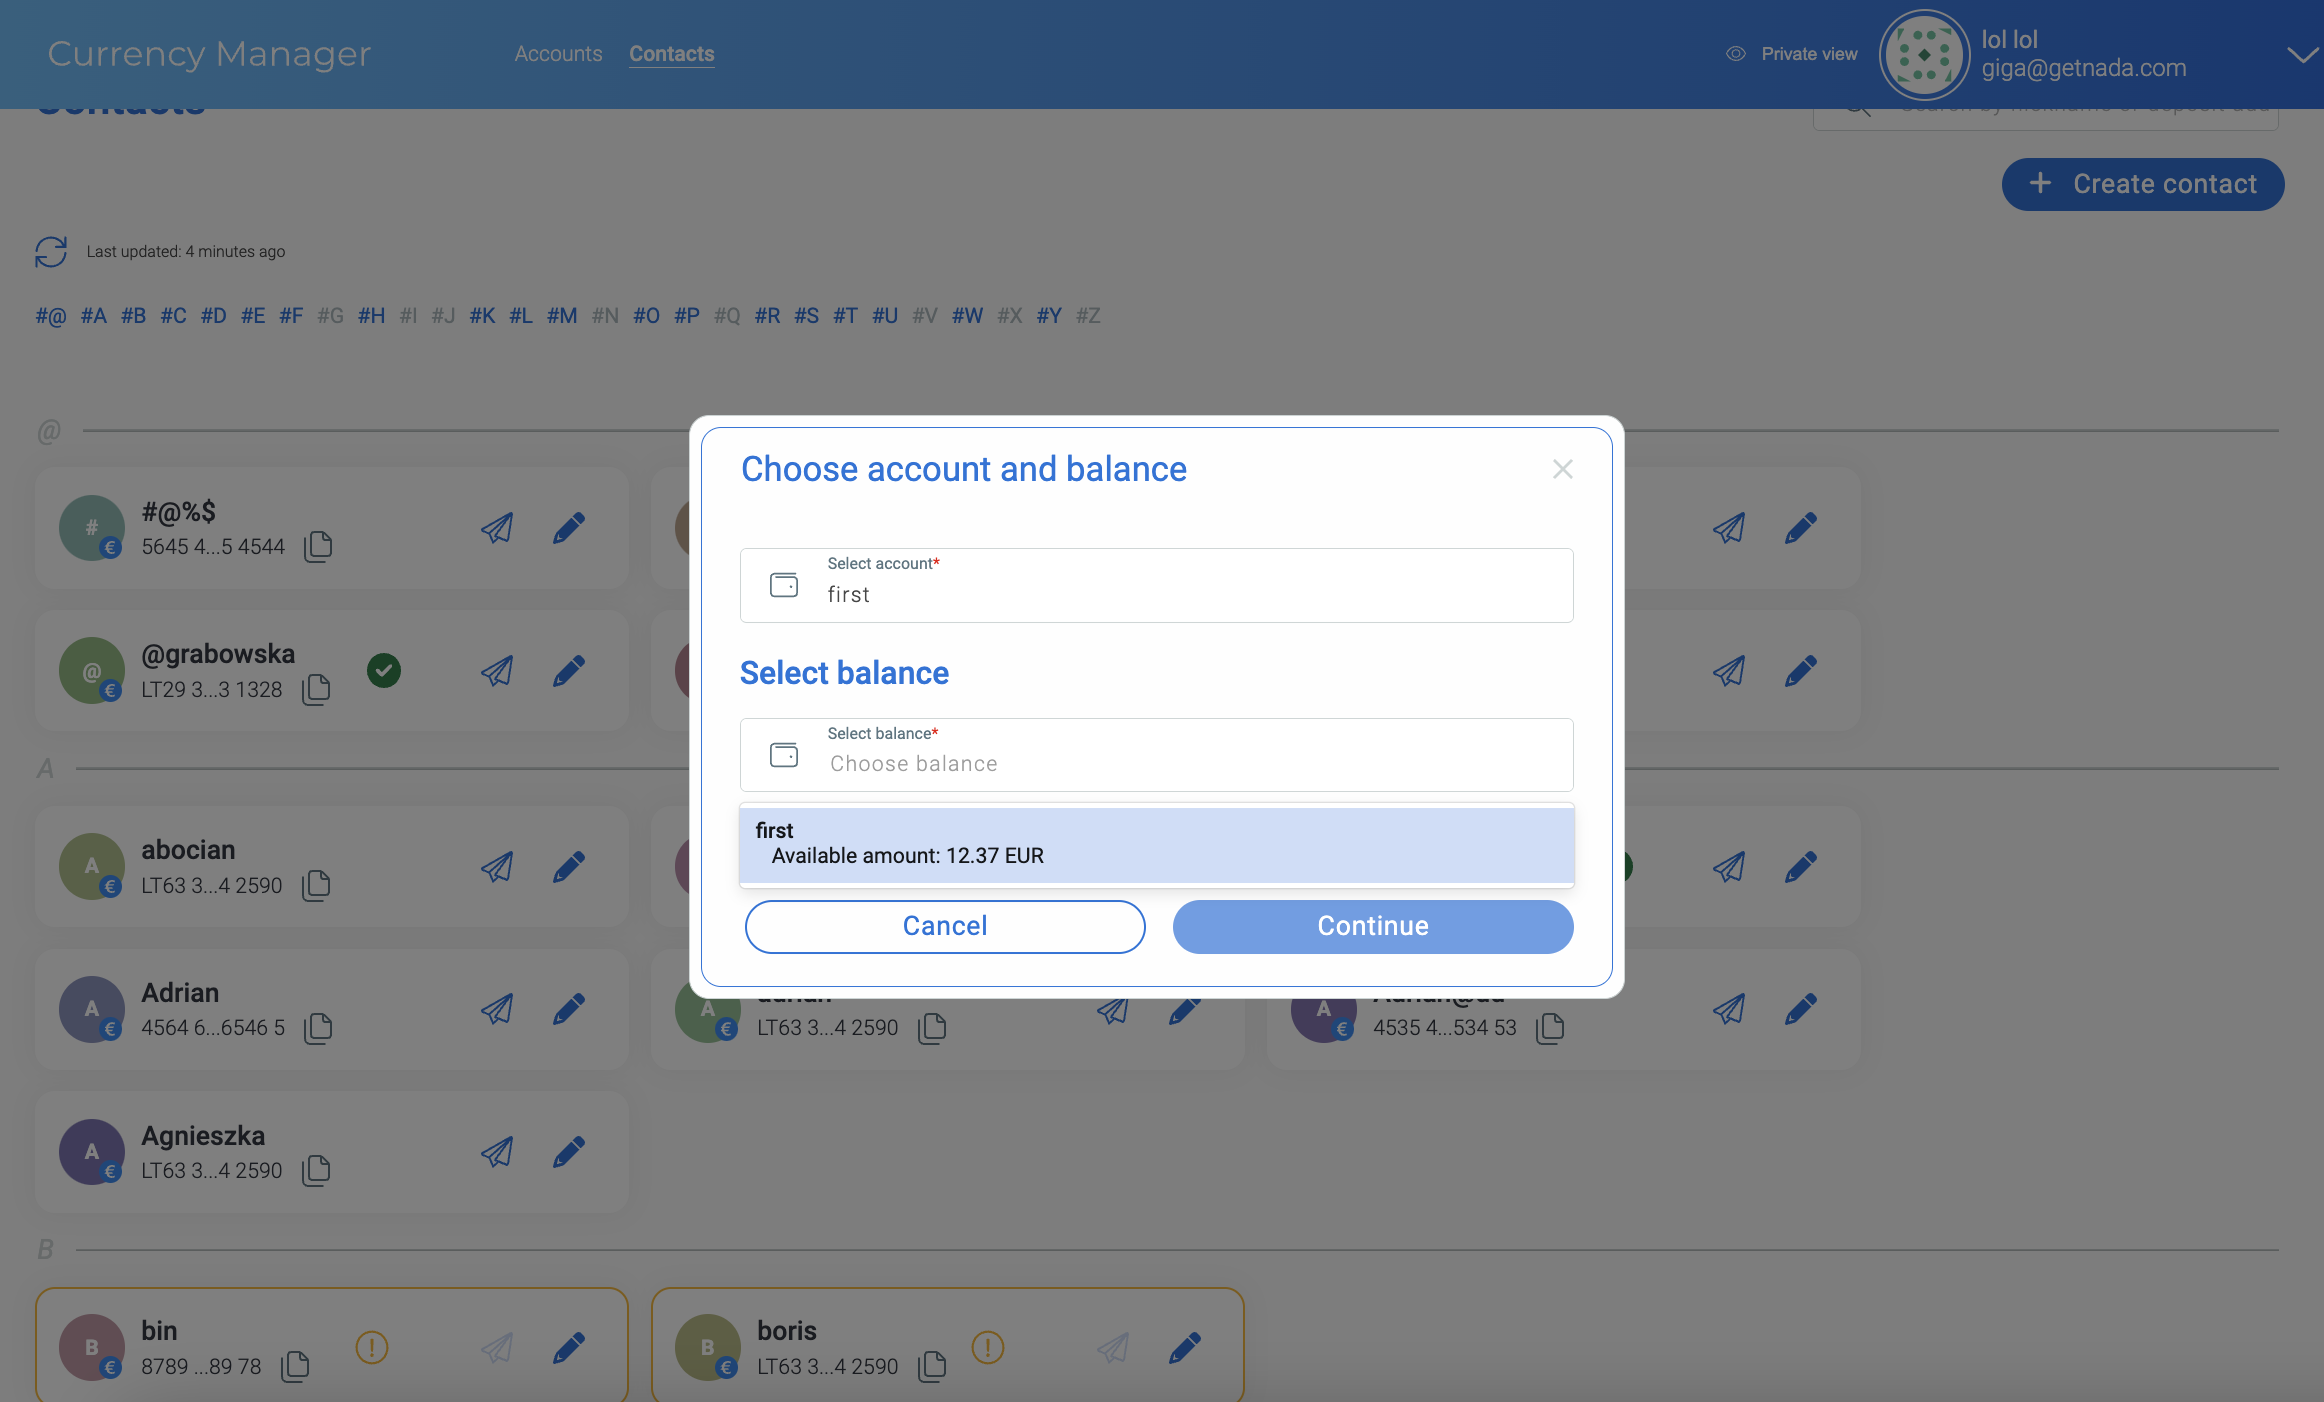 Currency Manager
Accounts
Contacts
Private view
lol lol
giga@getnada.com
Contacts
Create contact
Last updated: 4 minutes ago
#@ #A #B #C #D #E #F #G #H #I #J #K #L #M #N #O #P #Q #R #S #T #U #V #W #X #Y #Z
@
#
€
#@%$
5645 4...5 4544
@
€
@grabowska
LT29 3...3 1328
A
A
€
abocian
LT63 3...4 2590
A
€
Adrian
4564 6...6546 5
A
€
adrian
LT63 3...4 2590
A
€
4535 4...534 53
A
€
Agnieszka
LT63 3...4 2590
B
B
€
bin
8789 ...89 78
!
B
€
boris
LT63 3...4 2590
!
Choose account and balance
Select account*
first
Select balance
Select balance*
Choose balance
first
Available amount: 12.37 EUR
Cancel
Continue